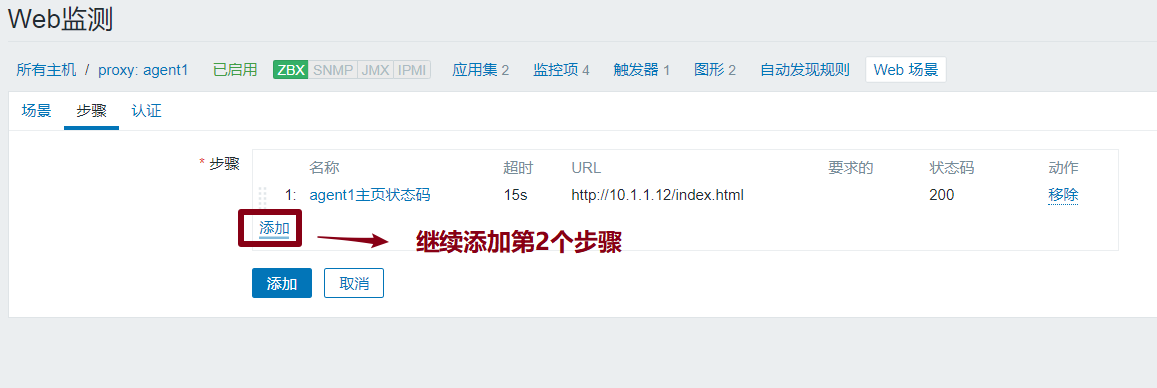 Web监测
所有主机 / proxy: agent1 已启用 ZBX SNMP JMX IPMI 应用集 2 监控项 4 触发器 1 图形 2 自动发现规则 Web 场景
场景 步骤 认证
* 步骤 名称 超时 URL 要求的 状态码 动作
1: agent1主页状态码 15s http://10.1.1.12/index.html 200 移除
添加 继续添加第2个步骤
添加 取消